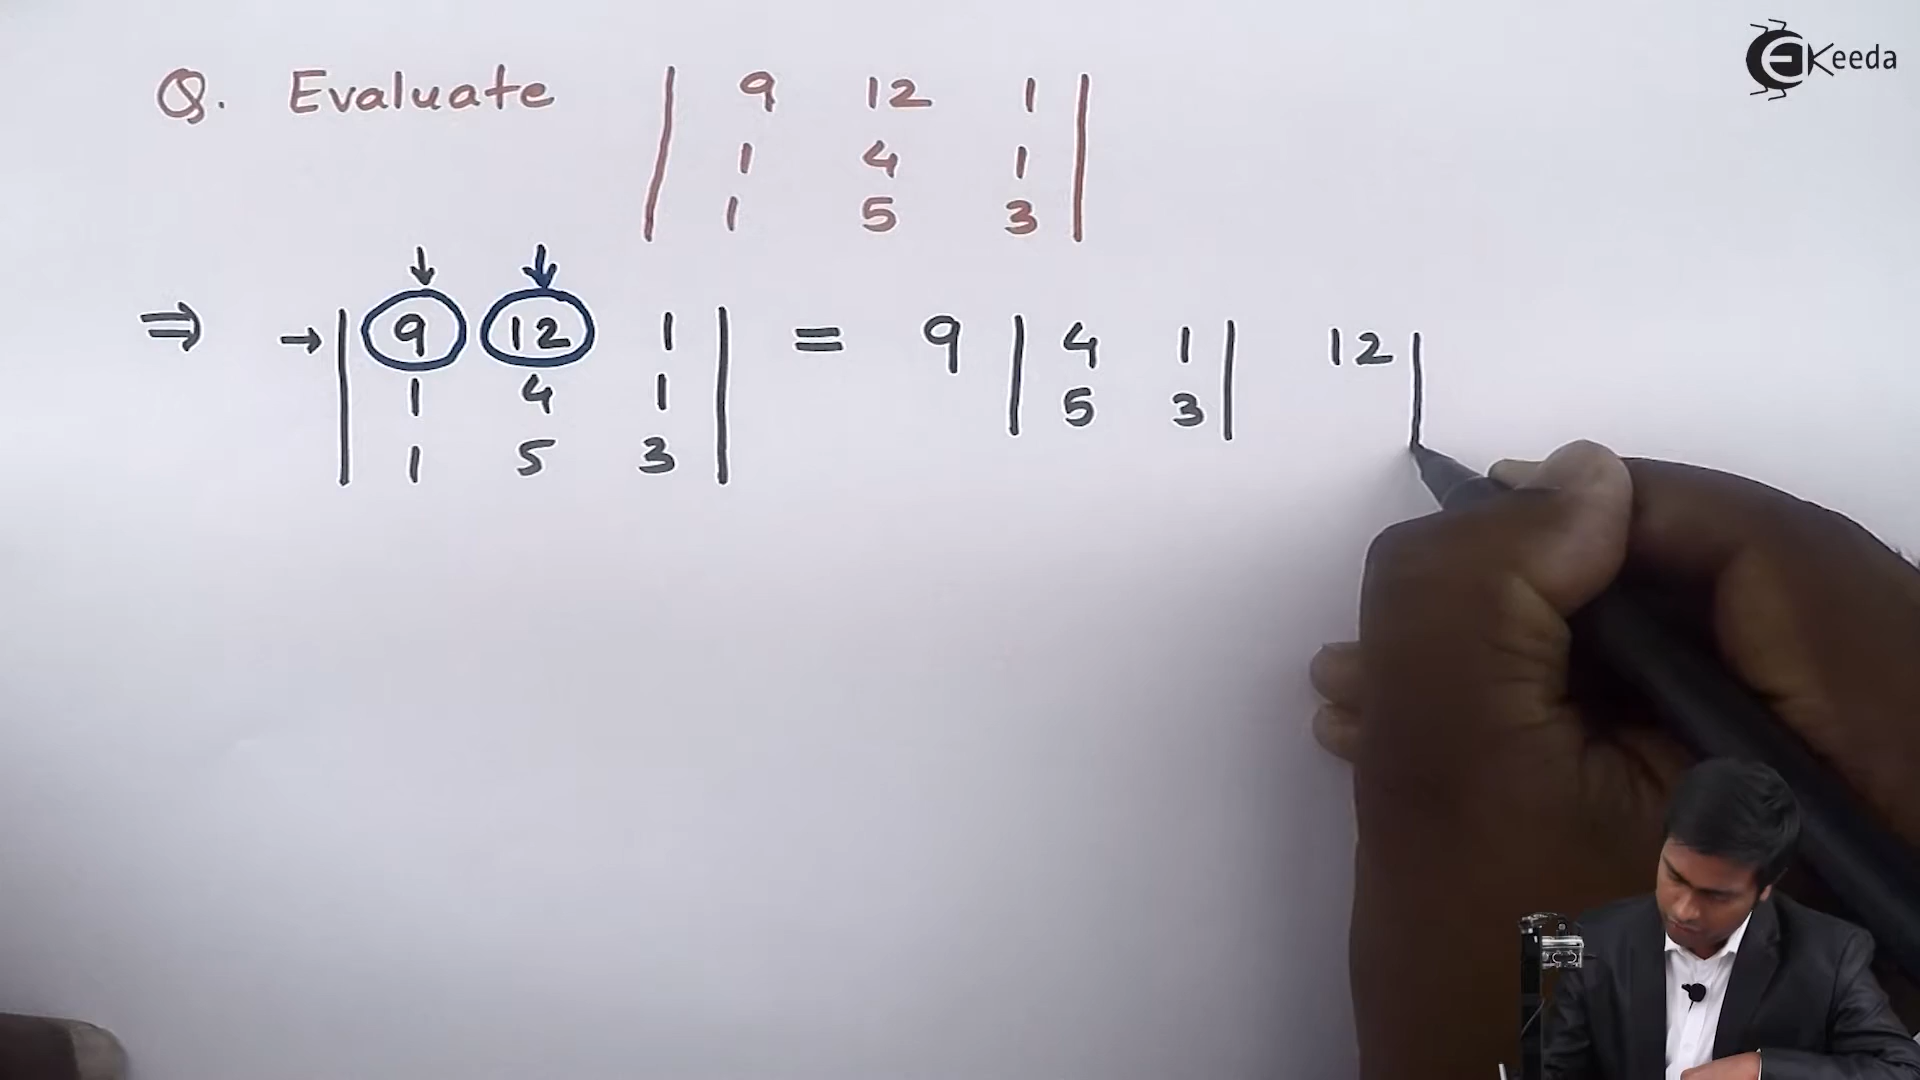 EKeeda
Q. Evaluate | 9 12 1 |
1 4 1
1 5 3
⇒ → | 9 12 1 | = 9 | 4 1 | 12 |
1 4 1 5 3
1 5 3